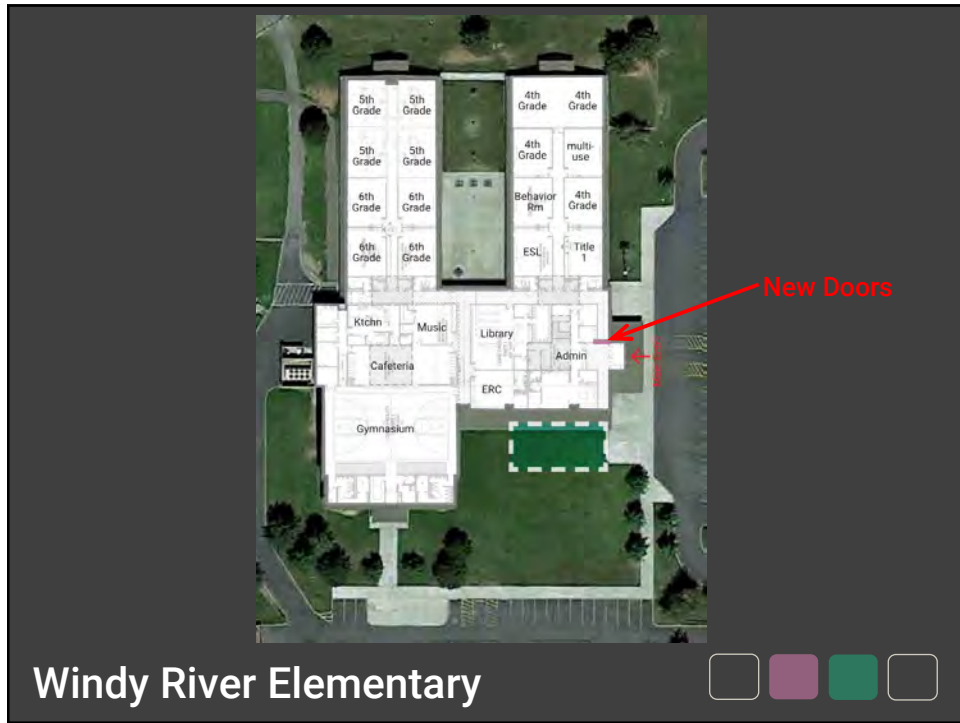 5th
Grade
5th
Grade
4th
Grade
4th
Grade
5th
Grade
5th
Grade
4th
Grade
multi-
use
6th
Grade
6th
Grade
Behavior
Rm
4th
Grade
6th
Grade
6th
Grade
ESL
Title
1
New Doors
Ktchn
Music
Library
Admin
Cafeteria
ERC
Gymnasium
Windy River Elementary